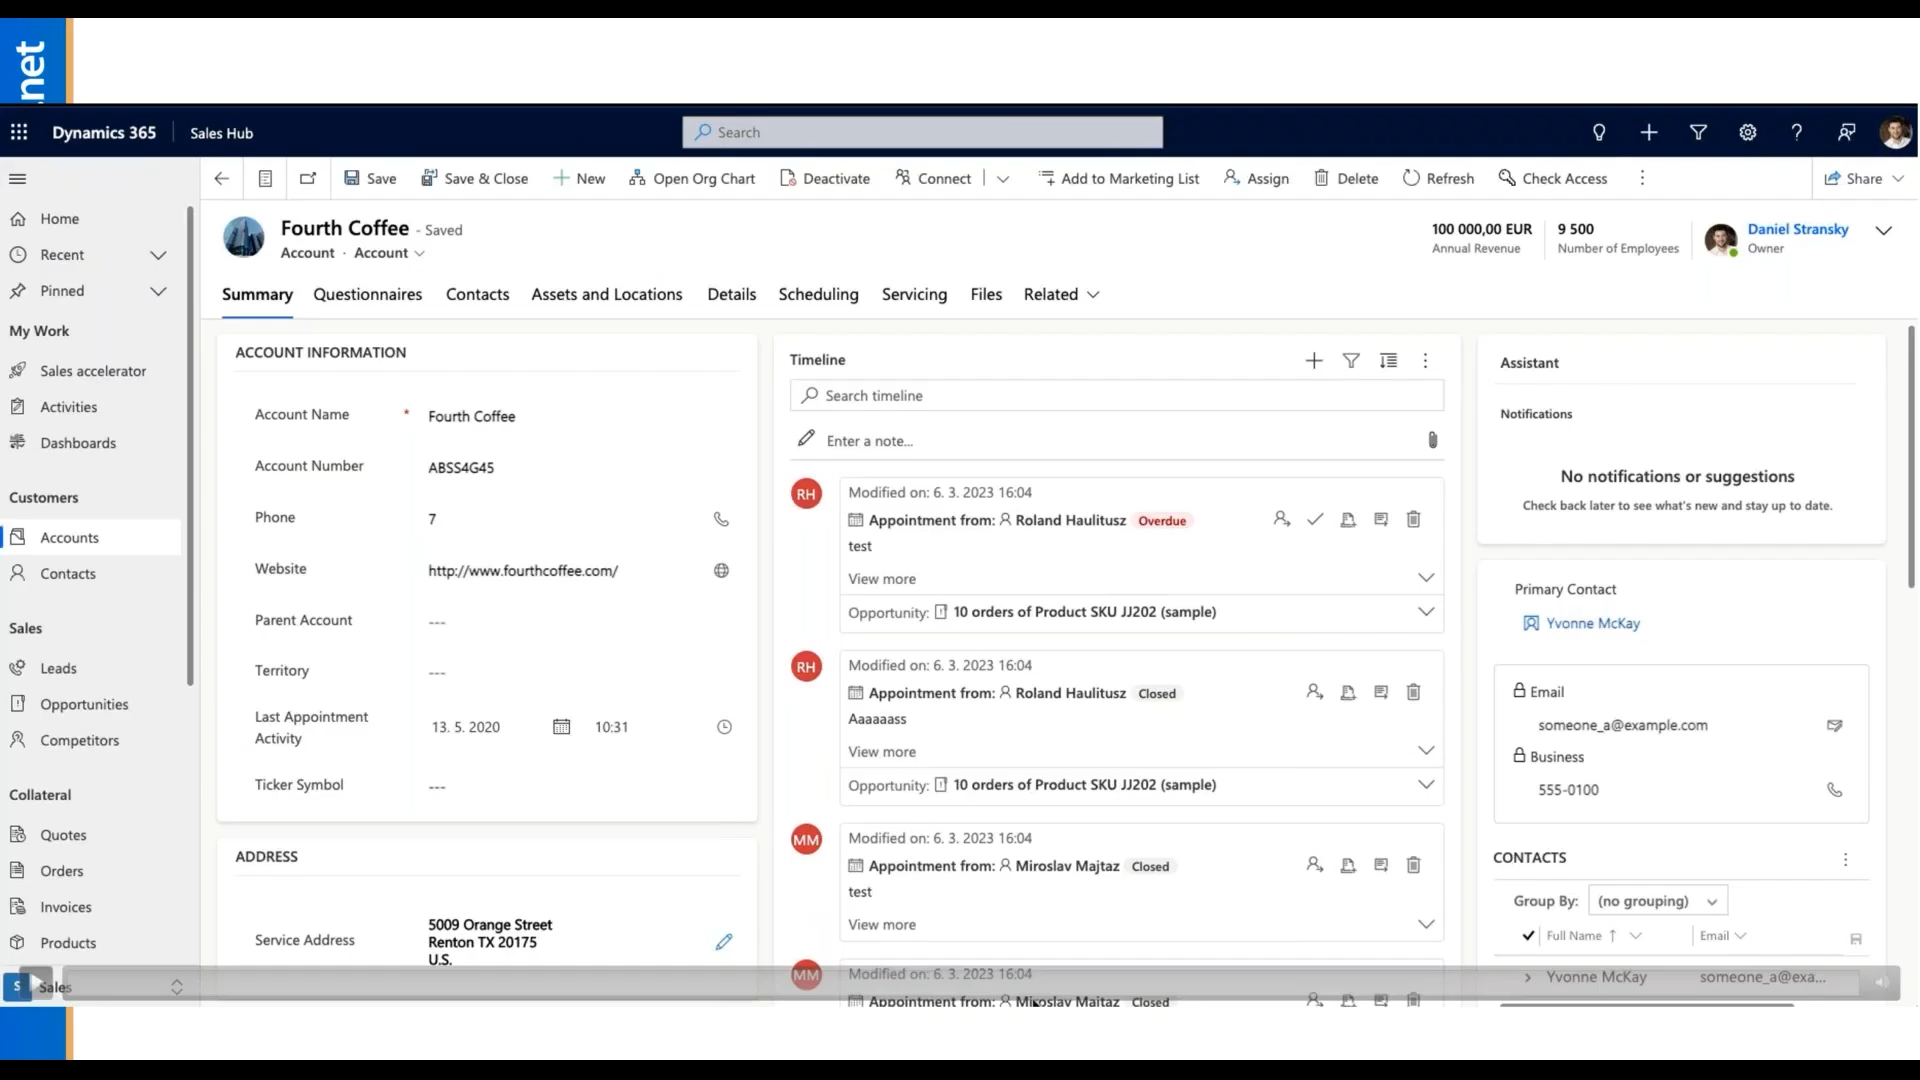 .net
Dynamics 365
Sales Hub
Search
Save
Save & Close
New
Open Org Chart
Deactivate
Connect
Add to Marketing List
Assign
Delete
Refresh
Check Access
Share
Home
Recent
Pinned
My Work
Sales accelerator
Activities
Dashboards
Customers
Accounts
Contacts
Sales
Leads
Opportunities
Competitors
Collateral
Quotes
Orders
Invoices
Products
S
Sales
Fourth Coffee - Saved
Account · Account
100 000,00 EUR
Annual Revenue
9 500
Number of Employees
Daniel Stransky
Owner
Summary
Questionnaires
Contacts
Assets and Locations
Details
Scheduling
Servicing
Files
Related
ACCOUNT INFORMATION
Account Name * Fourth Coffee
Account Number ABSS4G45
Phone 7
Website http://www.fourthcoffee.com/
Parent Account ---
Territory ---
Last Appointment
Activity
13. 5. 2020 10:31
Ticker Symbol ---
ADDRESS
Service Address
5009 Orange Street
Renton TX 20175
U.S.
Timeline
Search timeline
Enter a note...
RH
Modified on: 6. 3. 2023 16:04
Appointment from: Roland Haulitusz Overdue
test
View more
Opportunity: 10 orders of Product SKU JJ202 (sample)
RH
Modified on: 6. 3. 2023 16:04
Appointment from: Roland Haulitusz Closed
Aaaaaass
View more
Opportunity: 10 orders of Product SKU JJ202 (sample)
MM
Modified on: 6. 3. 2023 16:04
Appointment from: Miroslav Majtaz Closed
test
View more
MM
Modified on: 6. 3. 2023 16:04
Appointment from: Miroslav Majtaz Closed
Assistant
Notifications
No notifications or suggestions
Check back later to see what's new and stay up to date.
Primary Contact
Yvonne McKay
Email
someone_a@example.com
Business
555-0100
CONTACTS
Group By: (no grouping)
Full Name ↑
Email
Yvonne McKay
someone_a@exa...